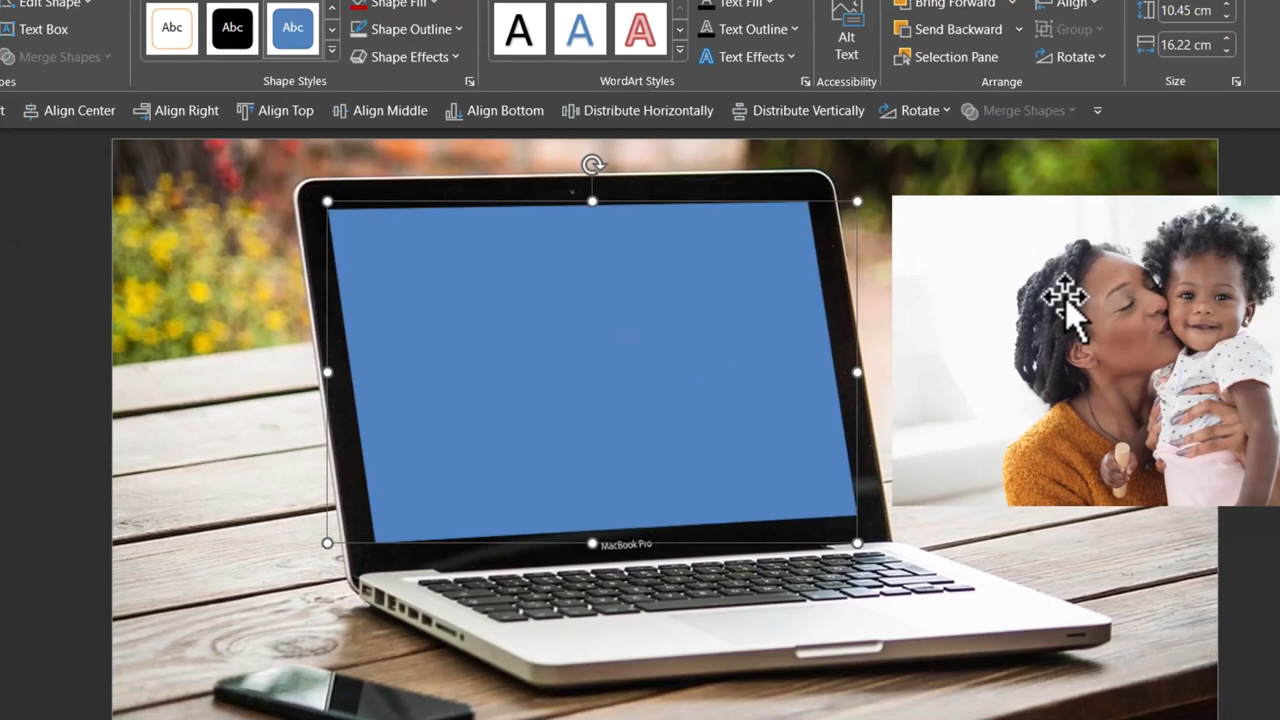 Edit Shape
Text Box
Merge Shapes
pes
Abc
Abc
Abc
Shape Styles
Shape Fill
Shape Outline
Shape Effects
A
A
A
WordArt Styles
Text Fill
Text Outline
Text Effects
Alt
Text
Accessibility
Bring Forward
Send Backward
Selection Pane
Align
Group
Rotate
Arrange
10.45 cm
16.22 cm
Size
ft
Align Center
Align Right
Align Top
Align Middle
Align Bottom
Distribute Horizontally
Distribute Vertically
Rotate
Merge Shapes
MacBook Pro